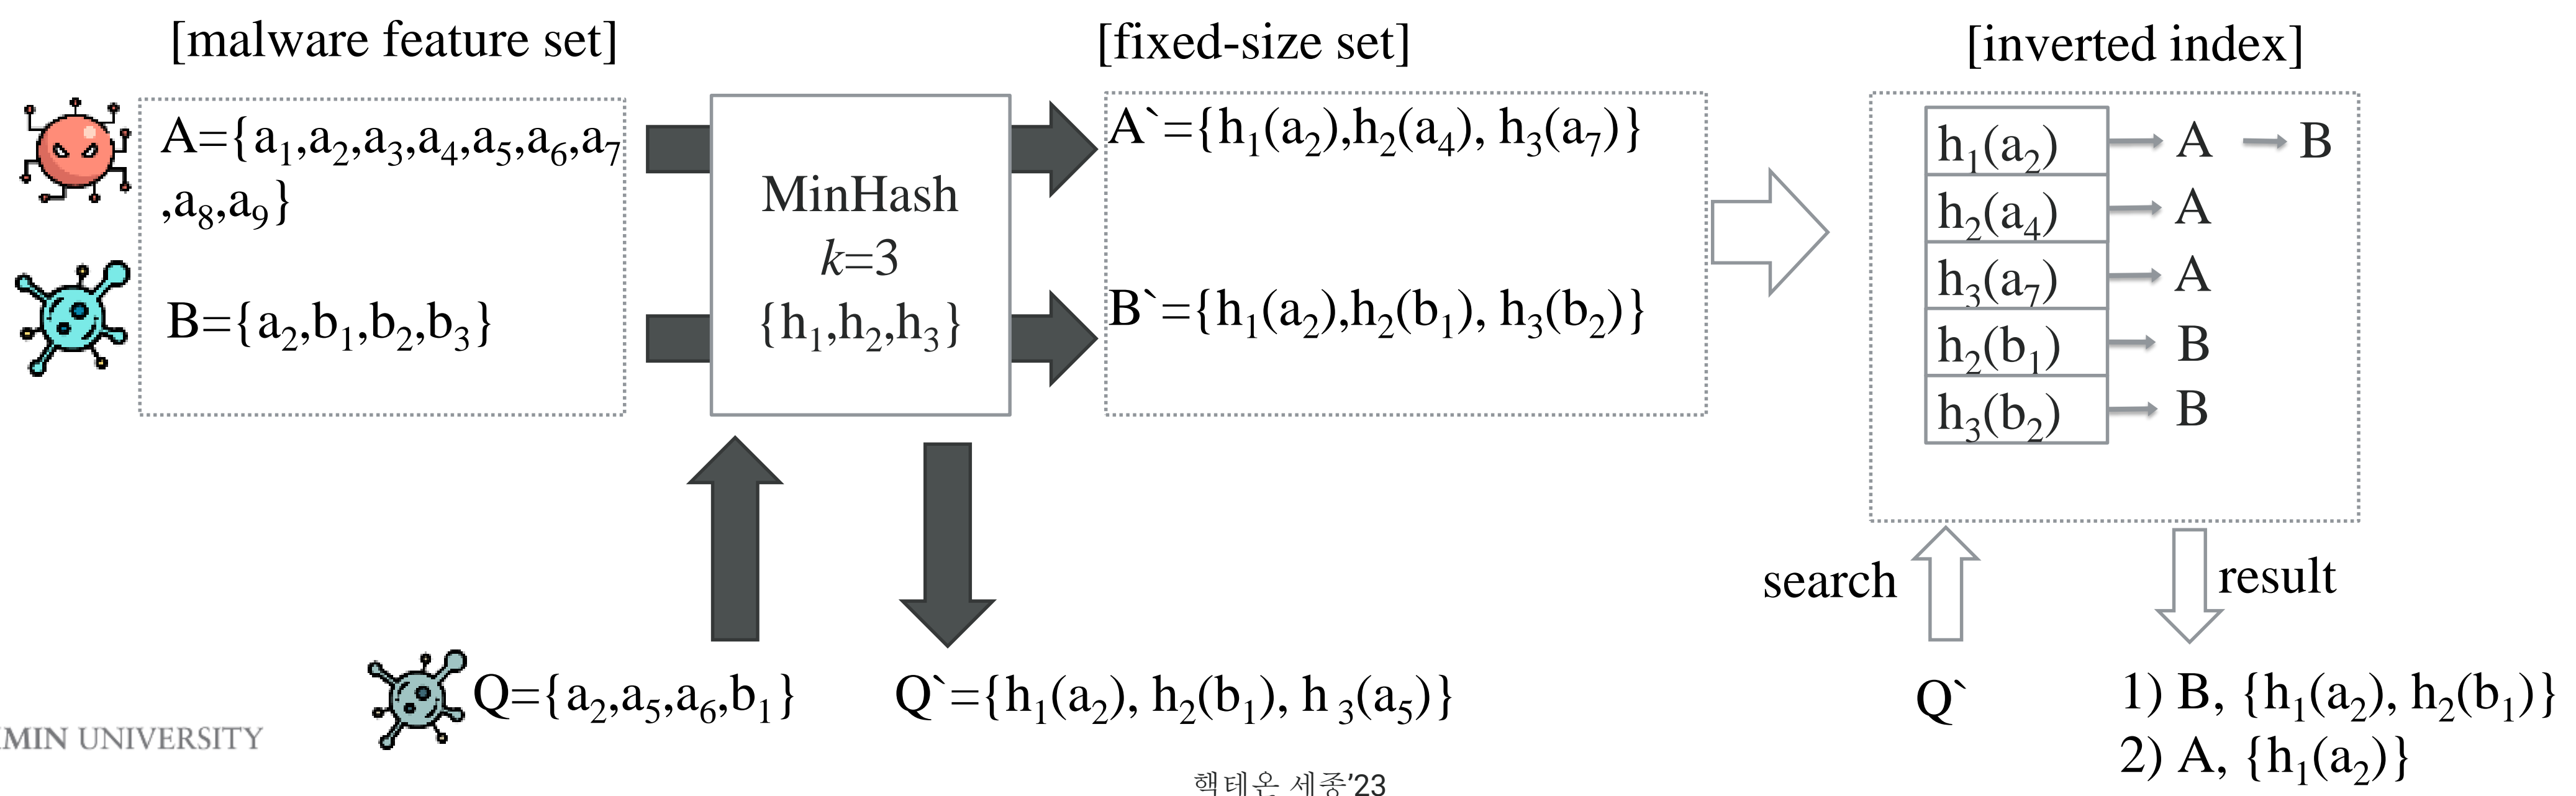 [malware feature set]
[fixed-size set]
[inverted index]
A={a₁,a₂,a₃,a₄,a₅,a₆,a₇
,a₈,a₉}
B={a₂,b₁,b₂,b₃}
MinHash
k=3
{h₁,h₂,h₃}
A`={h₁(a₂),h₂(a₄), h₃(a₇)}
B`={h₁(a₂),h₂(b₁), h₃(b₂)}
h₁(a₂) A B
h₂(a₄) A
h₃(a₇) A
h₂(b₁) B
h₃(b₂) B
search
result
Q={a₂,a₅,a₆,b₁}
Q`={h₁(a₂), h₂(b₁), h ₃(a₅)}
Q`
1) B, {h₁(a₂), h₂(b₁)}
2) A, {h₁(a₂)}
UNIVERSITY
핵테온 세종’23